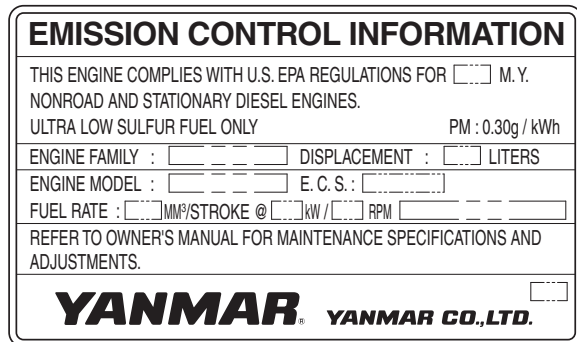 EMISSION CONTROL INFORMATION
THIS ENGINE COMPLIES WITH U.S. EPA REGULATIONS FOR M. Y.
NONROAD AND STATIONARY DIESEL ENGINES.
ULTRA LOW SULFUR FUEL ONLY PM : 0.30g / kWh
ENGINE FAMILY : DISPLACEMENT : LITERS
ENGINE MODEL : E. C. S. :
FUEL RATE : MM³/STROKE @ kW / RPM
REFER TO OWNER'S MANUAL FOR MAINTENANCE SPECIFICATIONS AND
ADJUSTMENTS.
YANMAR® YANMAR CO.,LTD.